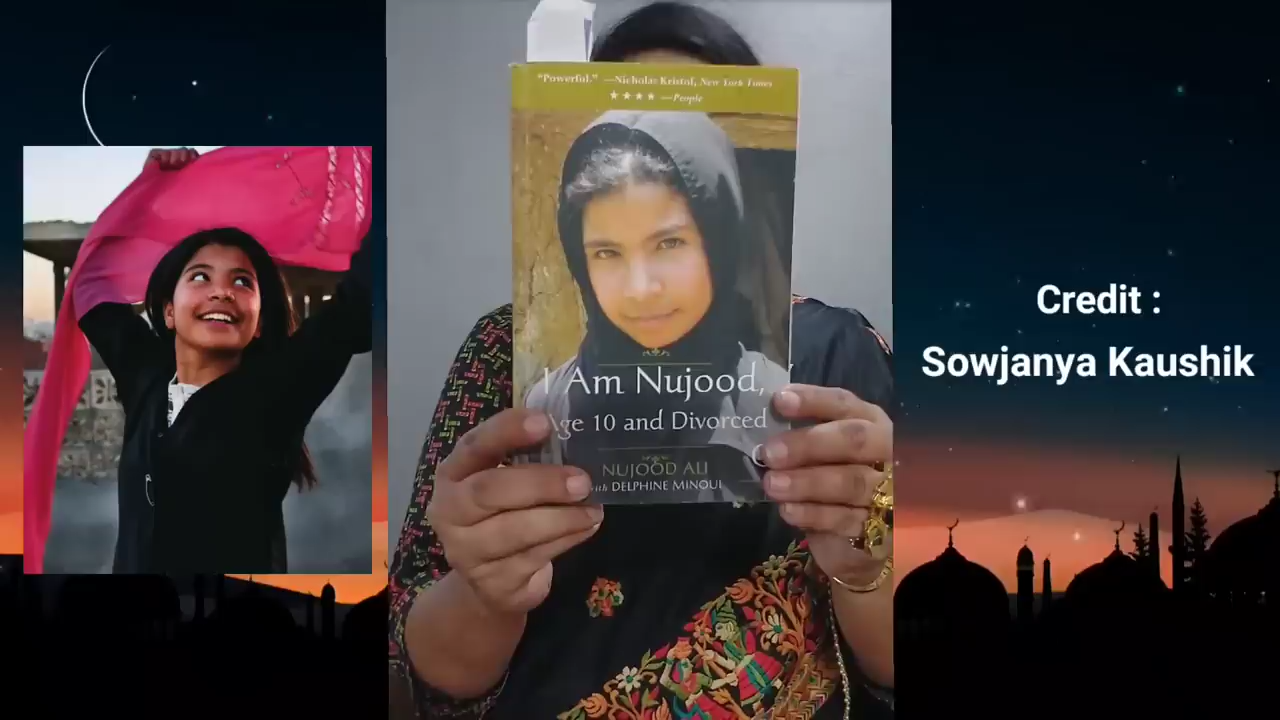 "Powerful." —Nicholas Kristof, New York Times
★★★★ —People
I Am Nujood,
Age 10 and Divorced
NUJOOD ALI
with DELPHINE MINOUI
Credit :
Sowjanya Kaushik